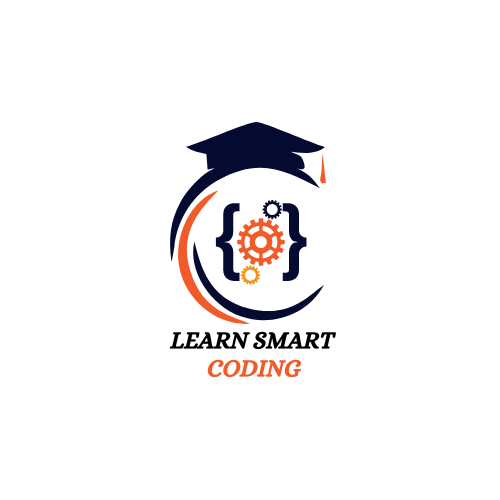 { }
LEARN SMART
CODING